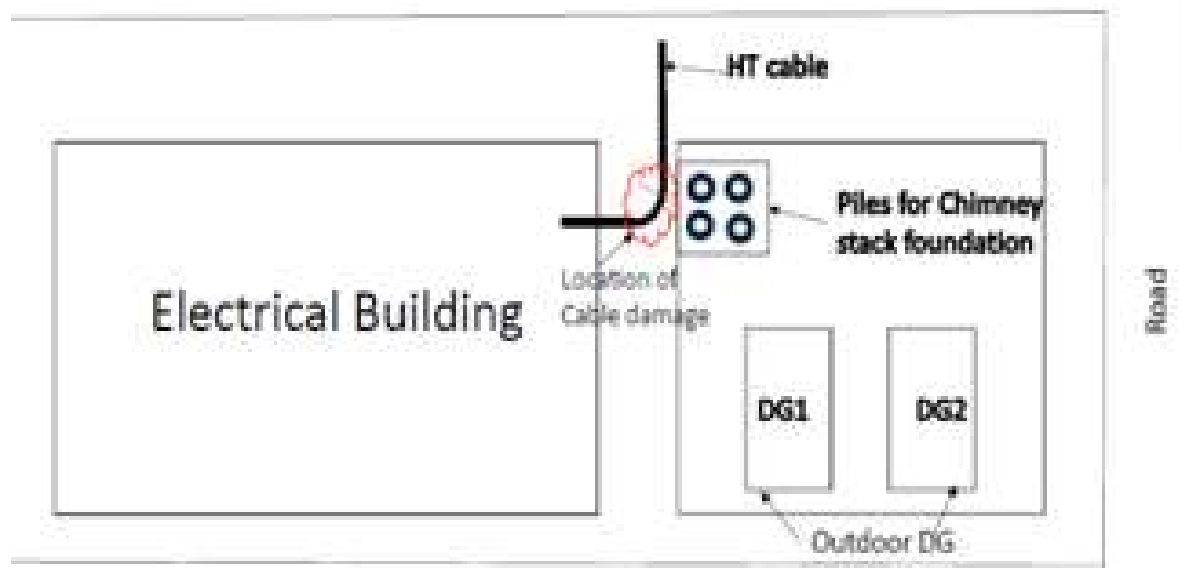 HT cable
Piles for Chimney
stack foundation
Location of
Cable damage
Electrical Building
Road
DG1
DG2
Outdoor DG